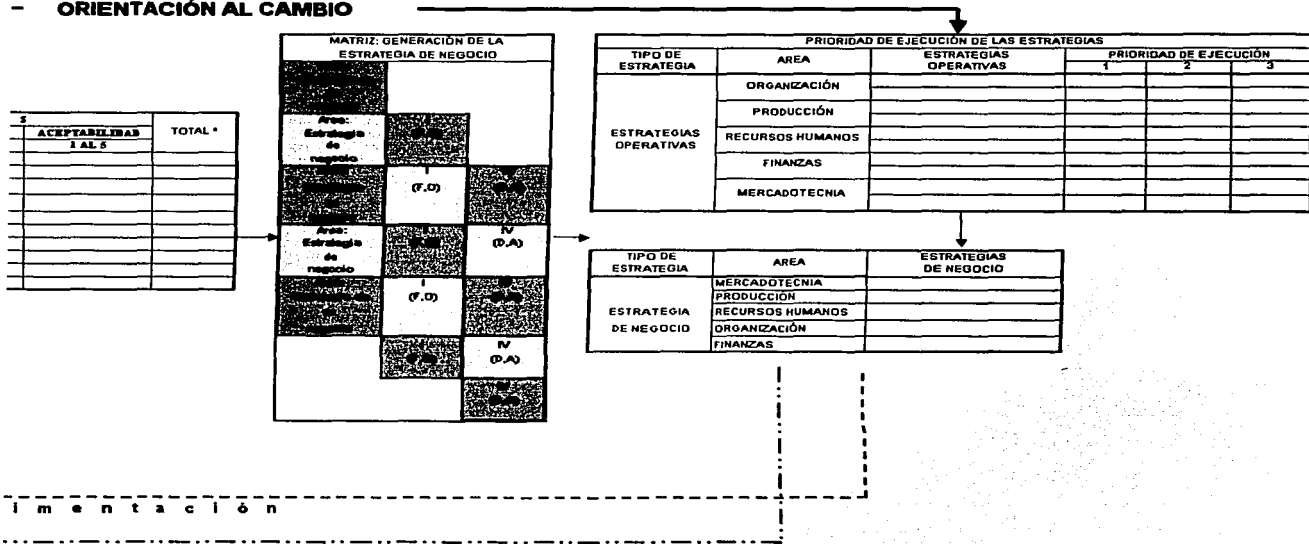 – ORIENTACIÓN AL CAMBIO
S
ACEPTABILIDAD
1 AL 5
TOTAL *
MATRIZ: GENERACIÓN DE LA
ESTRATEGIA DE NEGOCIO
Area:
Estrategia
de
negocio
I
(F,O)
Area:
Estrategia
de
negocio
IV
(D,A)
I
(F,O)
IV
(D,A)
PRIORIDAD DE EJECUCIÓN DE LAS ESTRATEGIAS
TIPO DE
ESTRATEGIA
AREA
ESTRATEGIAS
OPERATIVAS
PRIORIDAD DE EJECUCIÓN
1 2 3
ESTRATEGIAS
OPERATIVAS
ORGANIZACIÓN
PRODUCCIÓN
RECURSOS HUMANOS
FINANZAS
MERCADOTECNIA
TIPO DE
ESTRATEGIA
AREA
ESTRATEGIAS
DE NEGOCIO
ESTRATEGIA
DE NEGOCIO
MERCADOTECNIA
PRODUCCIÓN
RECURSOS HUMANOS
ORGANIZACIÓN
FINANZAS
imentación